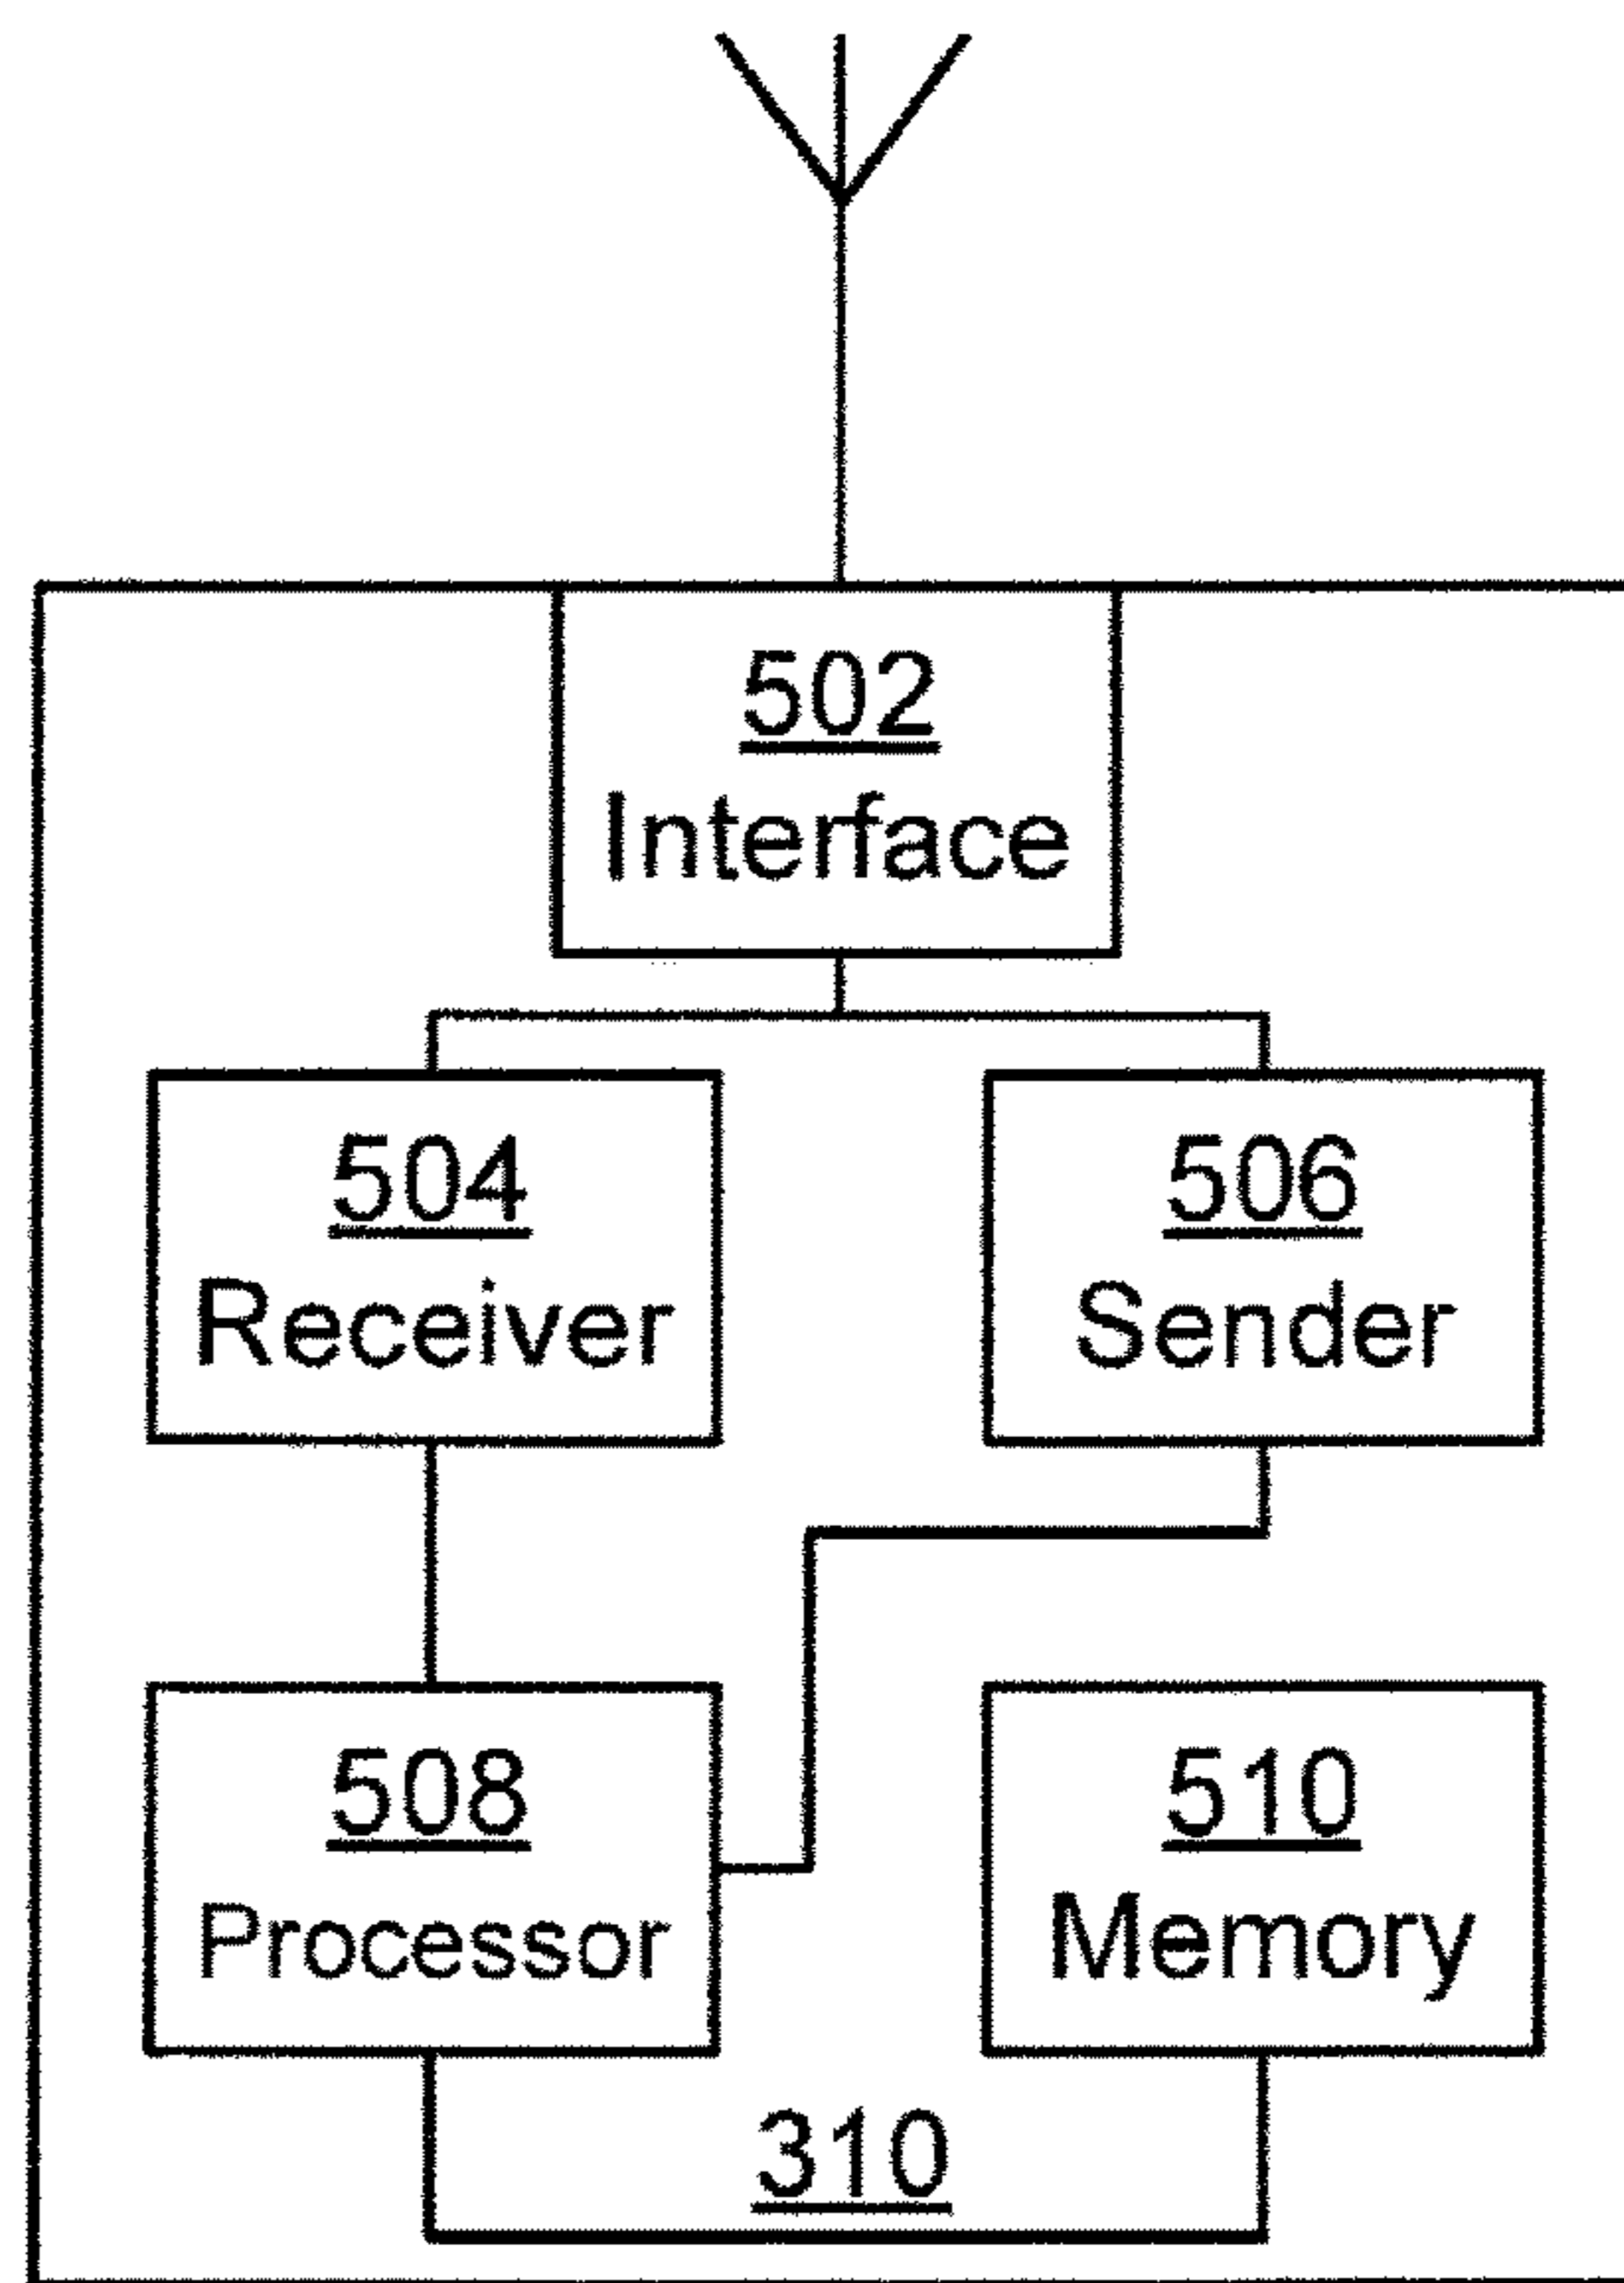 502
Interface
504
Receiver
506
Sender
508
Processor
510
Memory
310